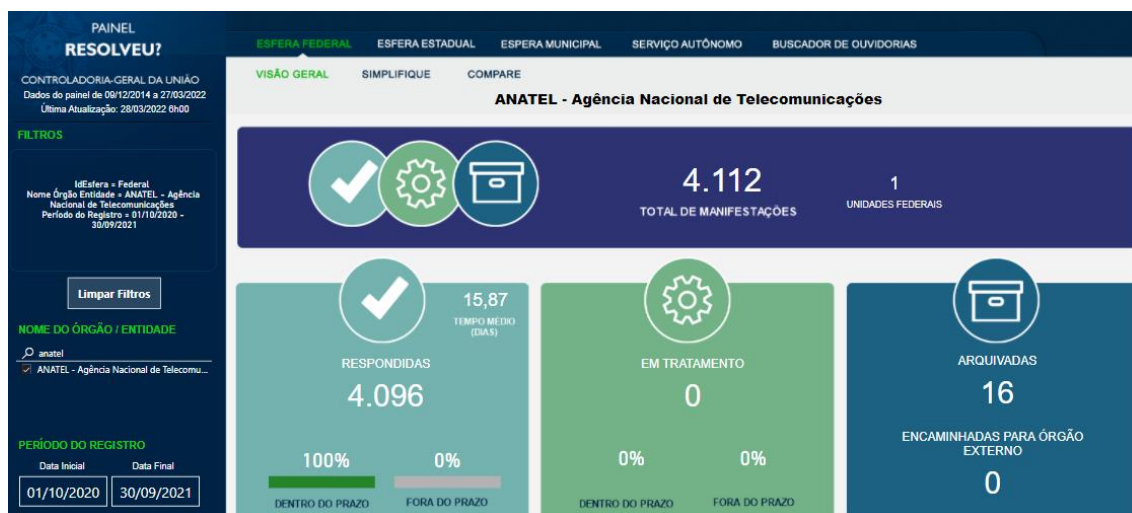 PAINEL
RESOLVEU?
CONTROLADORIA-GERAL DA UNIÃO
Dados do painel de 09/12/2014 a 27/03/2022
Última Atualização: 28/03/2022 6h00
FILTROS
IdEsfera = Federal
Nome Órgão Entidade = ANATEL - Agência
Nacional de Telecomunicações
Período do Registro = 01/10/2020 -
30/09/2021
Limpar Filtros
NOME DO ÓRGÃO / ENTIDADE
anatel
ANATEL - Agência Nacional de Telecomu...
PERÍODO DO REGISTRO
Data Inicial Data Final
01/10/2020 30/09/2021
ESFERA FEDERAL ESFERA ESTADUAL ESPERA MUNICIPAL SERVIÇO AUTÔNOMO BUSCADOR DE OUVIDORIAS
VISÃO GERAL SIMPLIFIQUE COMPARE
ANATEL - Agência Nacional de Telecomunicações
4.112
TOTAL DE MANIFESTAÇÕES
1
UNIDADES FEDERAIS
15,87
TEMPO MÉDIO
(DIAS)
RESPONDIDAS
4.096
100% 0%
DENTRO DO PRAZO FORA DO PRAZO
EM TRATAMENTO
0
0% 0%
DENTRO DO PRAZO FORA DO PRAZO
ARQUIVADAS
16
ENCAMINHADAS PARA ÓRGÃO
EXTERNO
0